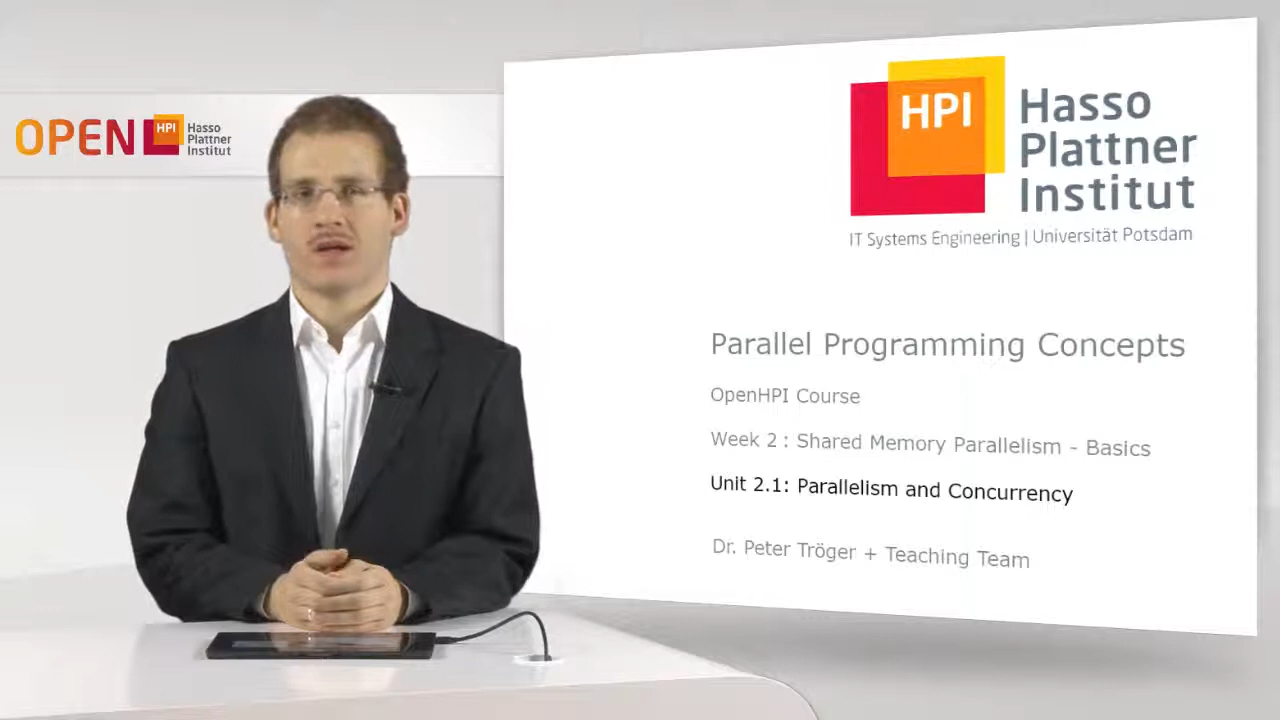 OPEN HPI Hasso
Plattner
Institut
HPI Hasso
Plattner
Institut
IT Systems Engineering | Universität Potsdam
Parallel Programming Concepts
OpenHPI Course
Week 2 : Shared Memory Parallelism - Basics
Unit 2.1: Parallelism and Concurrency
Dr. Peter Tröger + Teaching Team